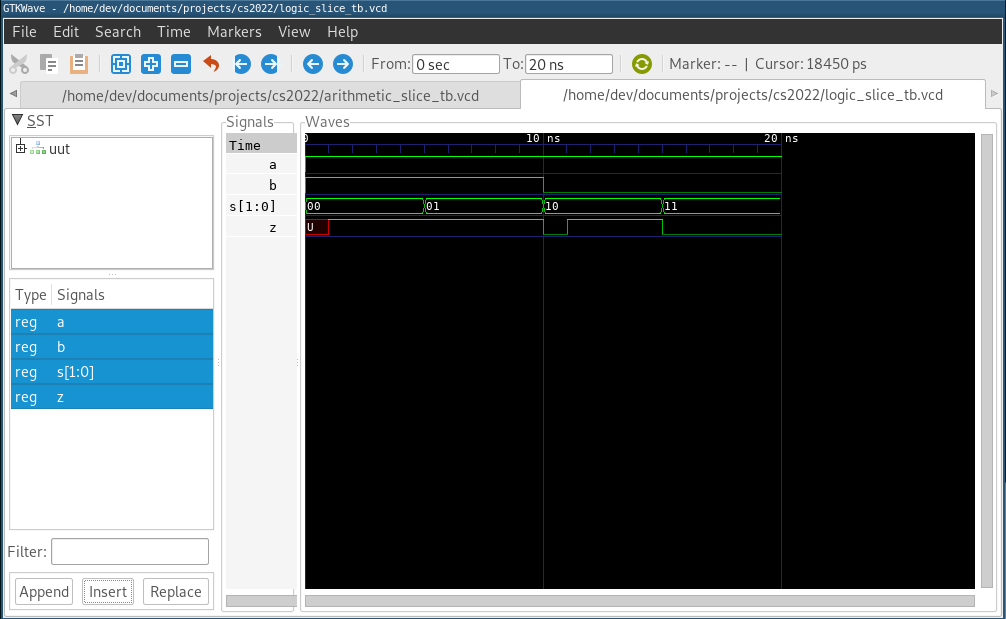 GTKWave - /home/dev/documents/projects/cs2022/logic_slice_tb.vcd
File Edit Search Time Markers View Help
From: 0 sec To: 20 ns Marker: -- | Cursor: 18450 ps
/home/dev/documents/projects/cs2022/arithmetic_slice_tb.vcd /home/dev/documents/projects/cs2022/logic_slice_tb.vcd
SST
uut
Type Signals
reg a
reg b
reg s[1:0]
reg z
Filter:
Append Insert Replace
Signals
Time
a
b
s[1:0]
z
Waves
0 10 ns 20 ns
00 01 10 11
U